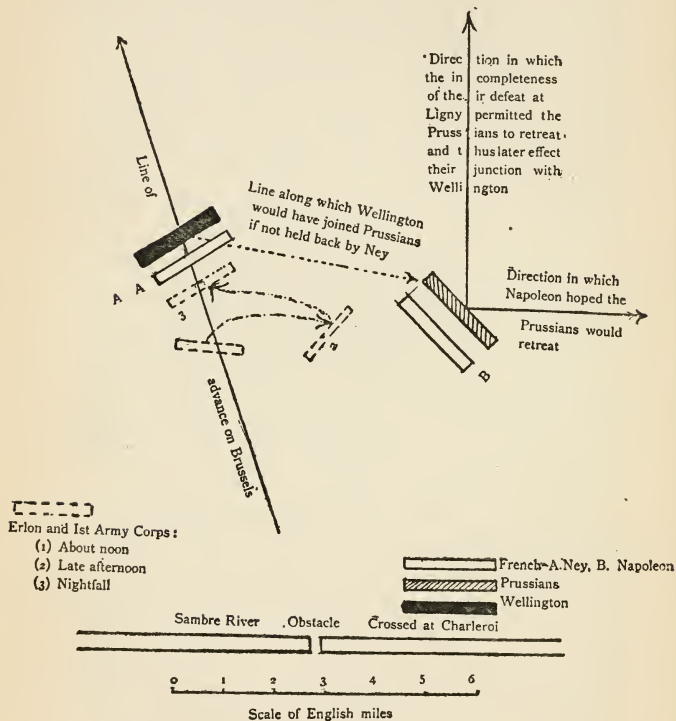 Direc tion in which
the in completeness
of the ir defeat at
Ligny permitted the
Pruss ians to retreat
and t hus later effect
their junction with
Welli ngton
Line of
Line along which Wellington
would have joined Prussians
if not held back by Ney
A A
3
2
B
Direction in which
Napoleon hoped the
Prussians would
retreat
advance on Brussels
Erlon and Ist Army Corps:
(1) About noon
(2) Late afternoon
(3) Nightfall
French-A.Ney, B. Napoleon
Prussians
Wellington
Sambre River Obstacle Crossed at Charleroi
0 1 2 3 4 5 6
Scale of English miles